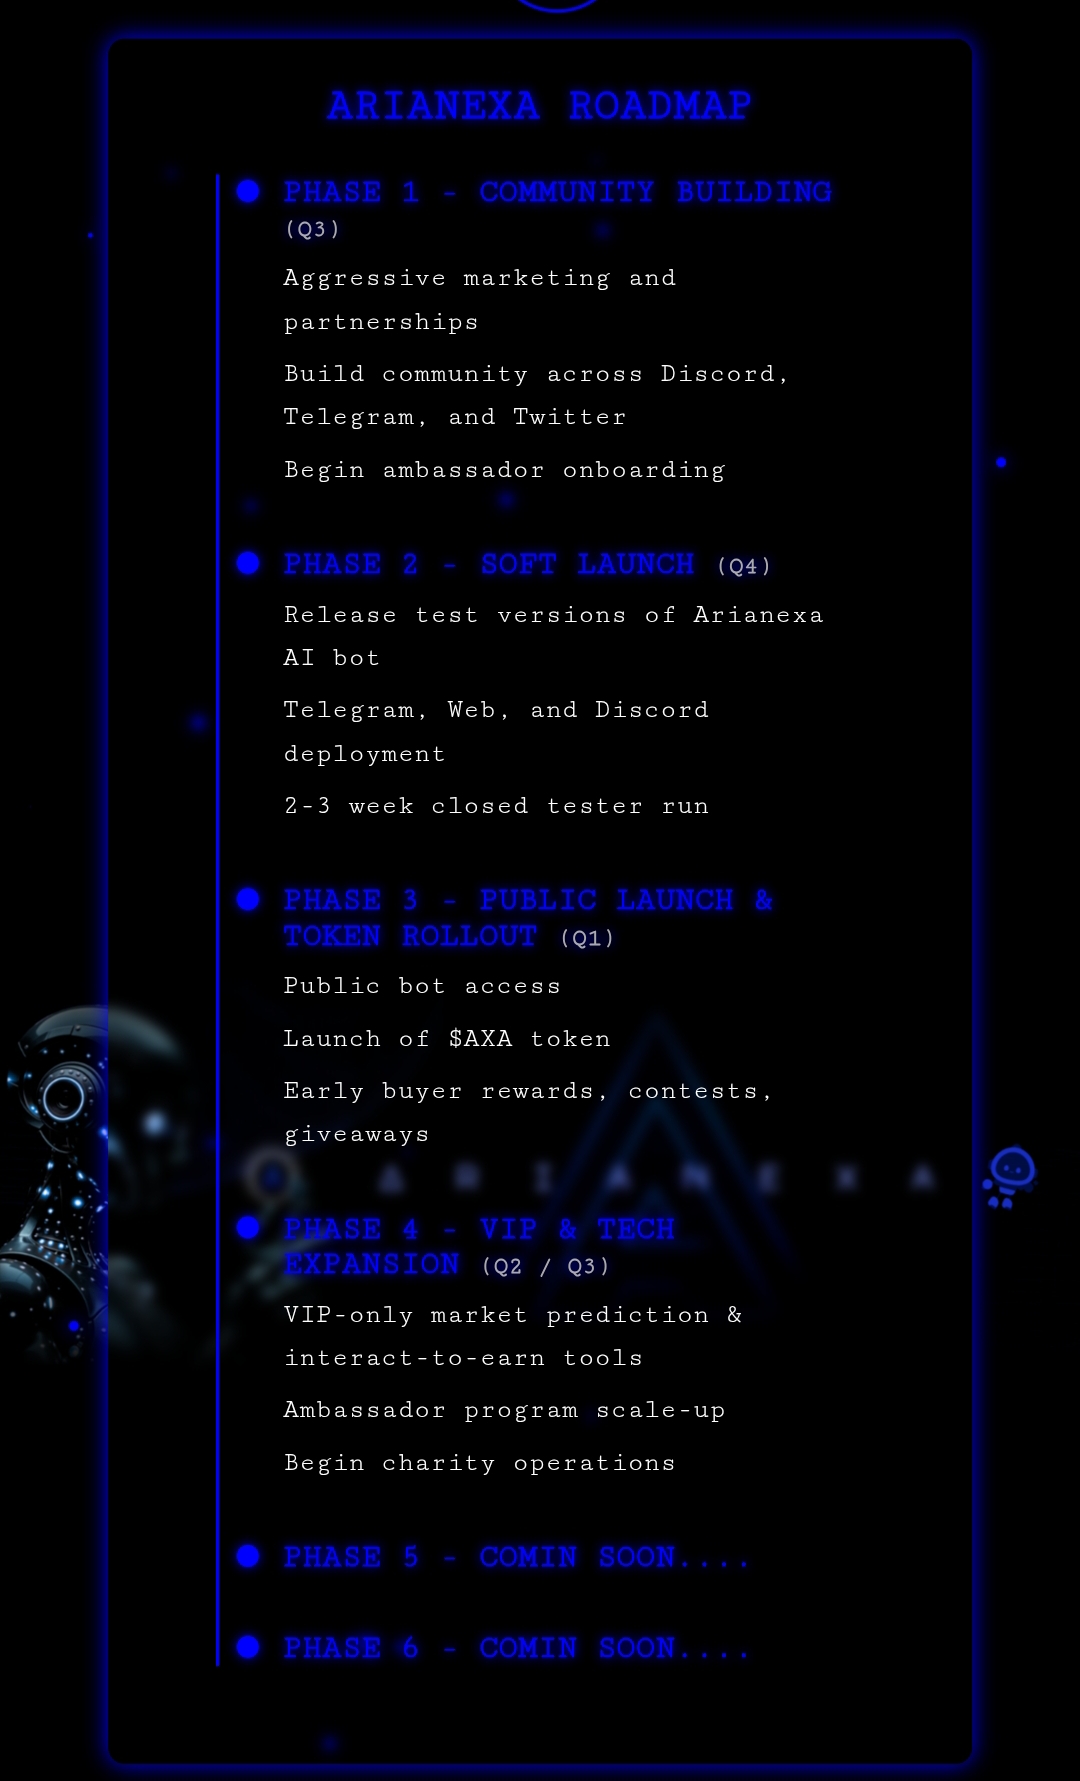 ARIANEXA ROADMAP
PHASE 1 - COMMUNITY BUILDING
(Q3)
Aggressive marketing and
partnerships
Build community across Discord,
Telegram, and Twitter
Begin ambassador onboarding
PHASE 2 - SOFT LAUNCH (Q4)
Release test versions of Arianexa
AI bot
Telegram, Web, and Discord
deployment
2-3 week closed tester run
PHASE 3 - PUBLIC LAUNCH &
TOKEN ROLLOUT (Q1)
Public bot access
Launch of $AXA token
Early buyer rewards, contests,
giveaways
ARIANEXA
PHASE 4 - VIP & TECH
EXPANSION (Q2 / Q3)
VIP-only market prediction &
interact-to-earn tools
Ambassador program scale-up
Begin charity operations
PHASE 5 - COMIN SOON....
PHASE 6 - COMIN SOON....